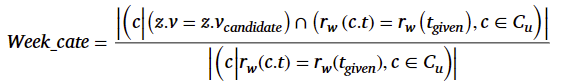 Week_cate = |(c|(z.v = z.v_candidate) ∩ (r_w (c.t) = r_w (t_given), c ∈ C_u)| / |(c|r_w(c.t) = r_w(t_given), c ∈ C_u)|